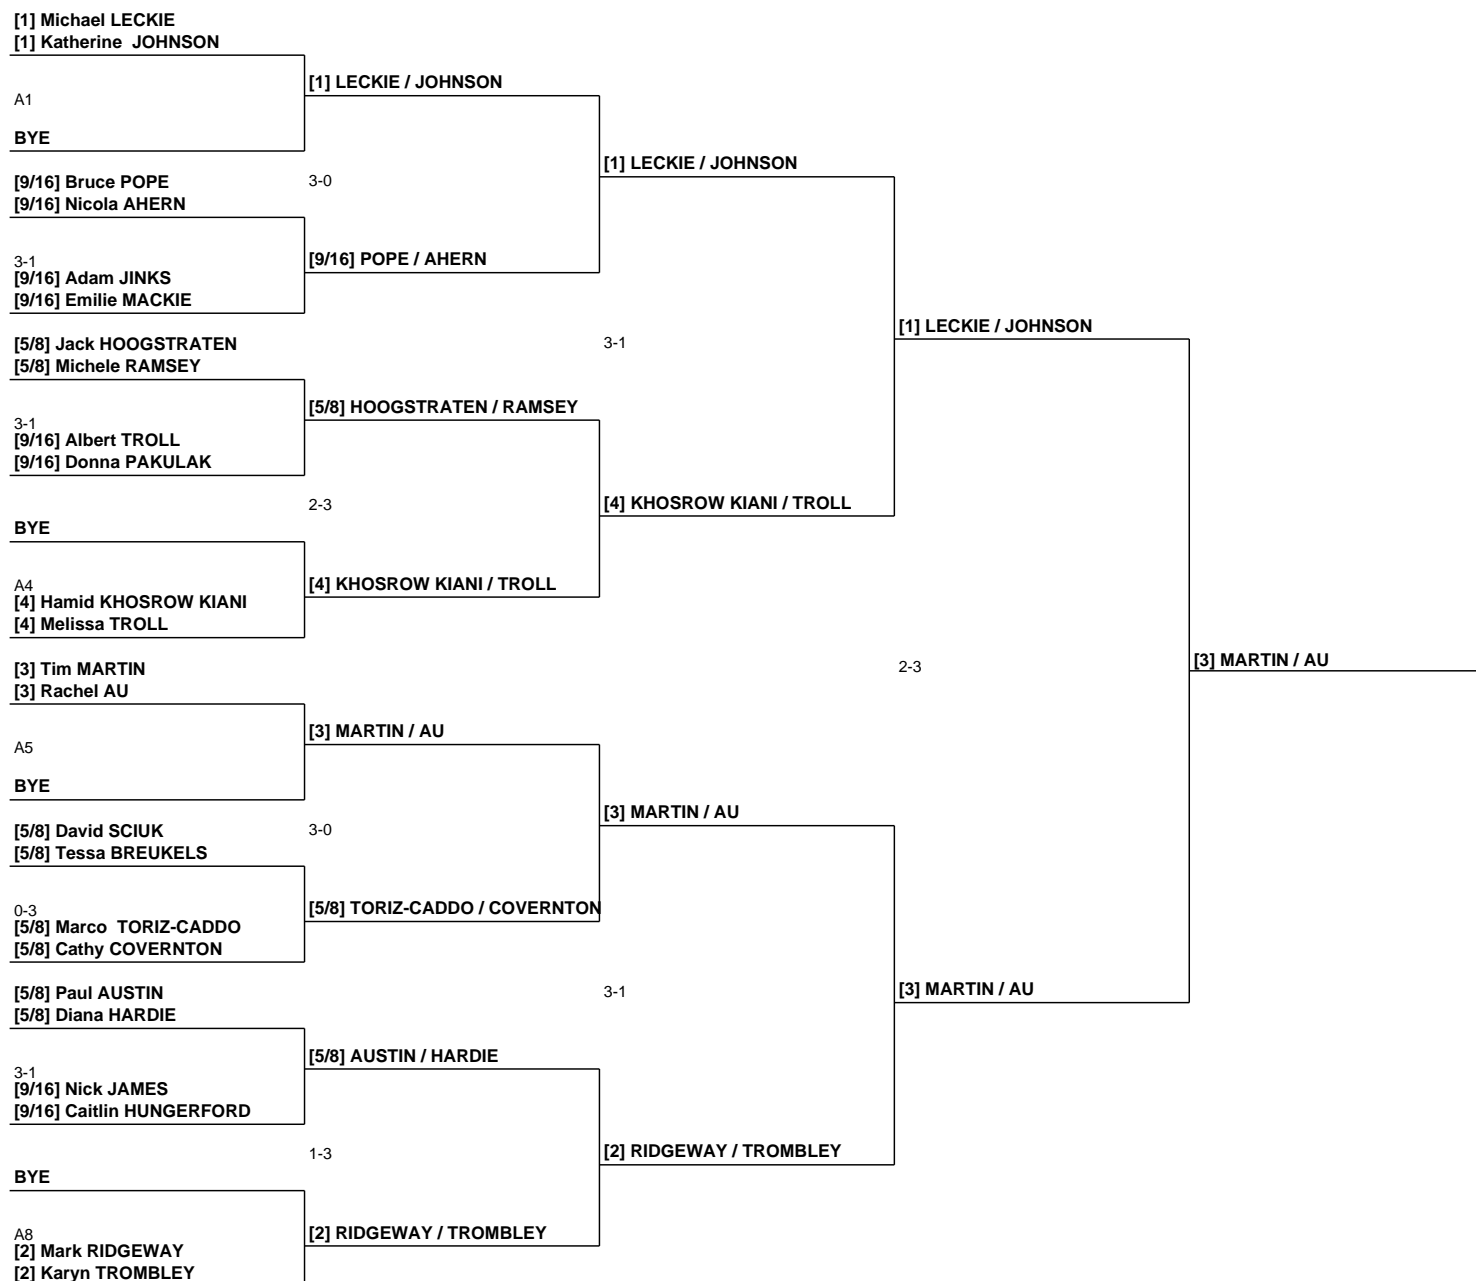 [1] Michael LECKIE
[1] Katherine  JOHNSON
[1] LECKIE / JOHNSON
A1
BYE
[1] LECKIE / JOHNSON
[9/16] Bruce POPE
3-0
[9/16] Nicola AHERN
3-1
[9/16] POPE / AHERN
[9/16] Adam JINKS
[9/16] Emilie MACKIE
[1] LECKIE / JOHNSON
[5/8] Jack HOOGSTRATEN
3-1
[5/8] Michele RAMSEY
[5/8] HOOGSTRATEN / RAMSEY
3-1
[9/16] Albert TROLL
[9/16] Donna PAKULAK
2-3
[4] KHOSROW KIANI / TROLL
BYE
A4
[4] KHOSROW KIANI / TROLL
[4] Hamid KHOSROW KIANI
[4] Melissa TROLL
[3] Tim MARTIN
2-3
[3] MARTIN / AU
[3] Rachel AU
[3] MARTIN / AU
A5
BYE
[3] MARTIN / AU
[5/8] David SCIUK
3-0
[5/8] Tessa BREUKELS
0-3
[5/8] TORIZ-CADDO / COVERNTON
[5/8] Marco  TORIZ-CADDO
[5/8] Cathy COVERNTON
[5/8] Paul AUSTIN
3-1
[3] MARTIN / AU
[5/8] Diana HARDIE
[5/8] AUSTIN / HARDIE
3-1
[9/16] Nick JAMES
[9/16] Caitlin HUNGERFORD
1-3
[2] RIDGEWAY / TROMBLEY
BYE
A8
[2] RIDGEWAY / TROMBLEY
[2] Mark RIDGEWAY
[2] Karyn TROMBLEY